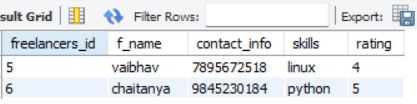 sult Grid Filter Rows: Export:
freelancers_id f_name contact_info skills rating
5 vaibhav 7895672518 linux 4
6 chaitanya 9845230184 python 5